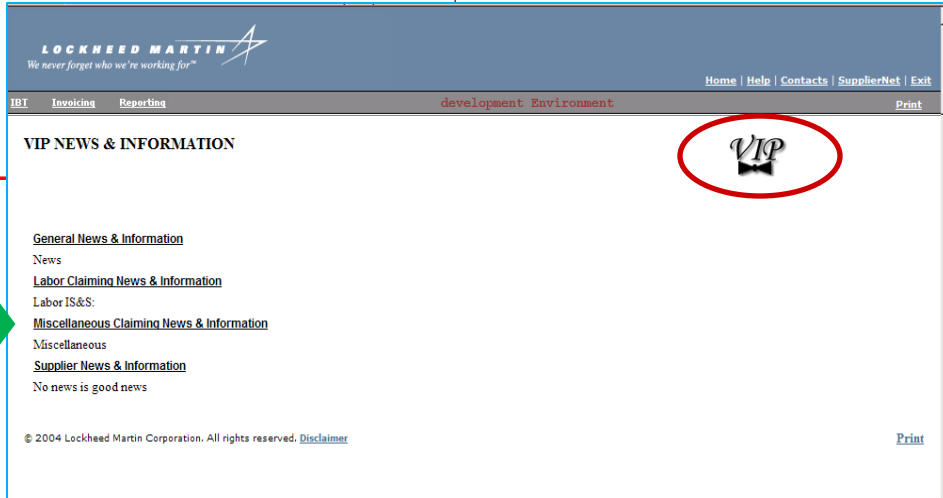 LOCKHEED MARTIN
We never forget who we're working for™
Home | Help | Contacts | SupplierNet | Exit
IBT Invoicing Reporting development Environment Print
VIP NEWS & INFORMATION VIP
General News & Information
News
Labor Claiming News & Information
Labor IS&S:
Miscellaneous Claiming News & Information
Miscellaneous
Supplier News & Information
No news is good news
© 2004 Lockheed Martin Corporation. All rights reserved. Disclaimer Print